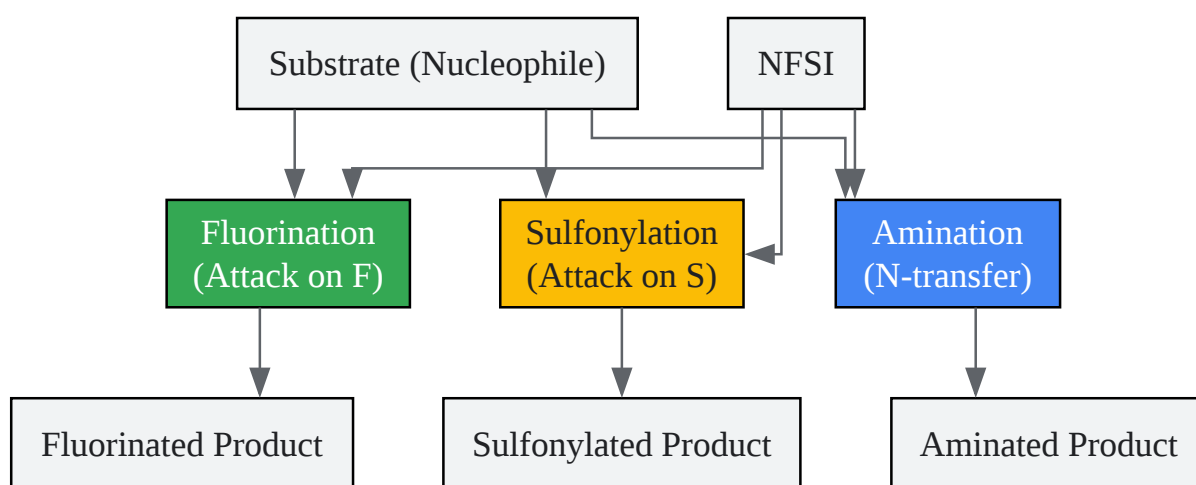 Substrate (Nucleophile)
NFSI
Fluorination
(Attack on F)
Sulfonylation
(Attack on S)
Amination
(N-transfer)
Fluorinated Product
Sulfonylated Product
Aminated Product